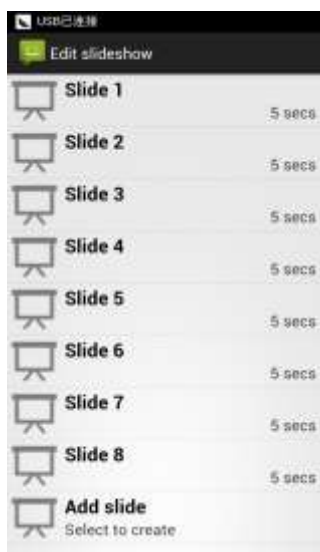 USB已连接
Edit slideshow
Slide 1
5 secs
Slide 2
5 secs
Slide 3
5 secs
Slide 4
5 secs
Slide 5
5 secs
Slide 6
5 secs
Slide 7
5 secs
Slide 8
5 secs
Add slide
Select to create